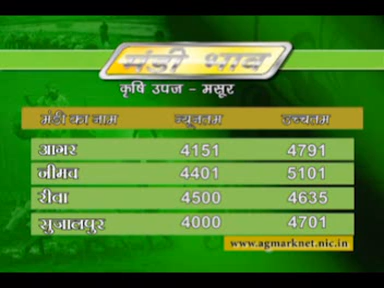 मंडी भाव
कृषि उपज - मसूर
मंडी का नाम न्यूनतम उच्चतम
आगर 4151 4791
नीमच 4401 5101
रीवा 4500 4635
सुजालपुर 4000 4701
www.agmarknet.nic.in